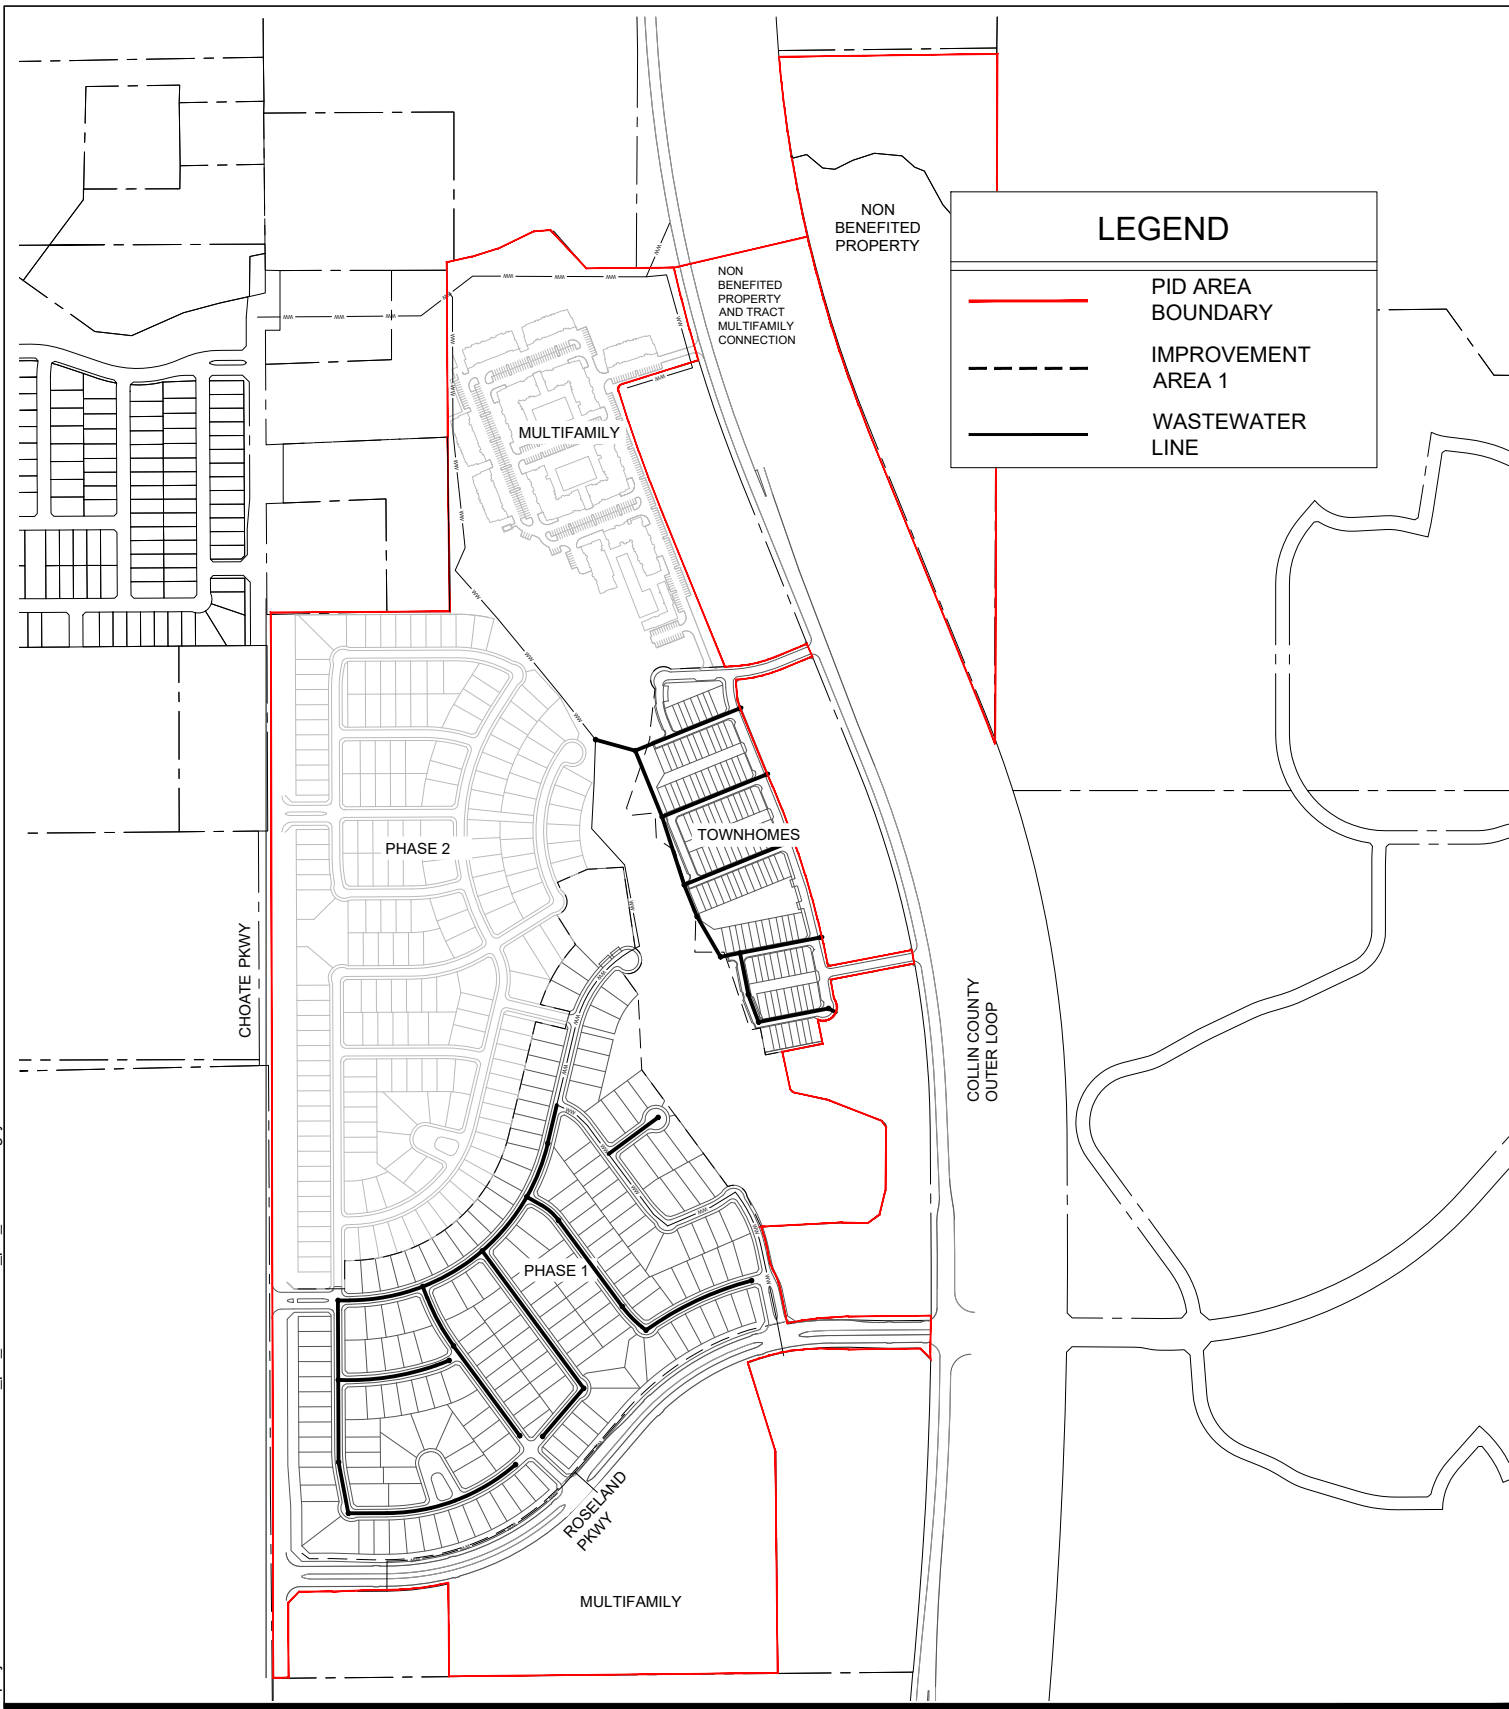 NON
BENEFITED
PROPERTY
LEGEND
PID AREA
BOUNDARY
IMPROVEMENT
AREA 1
WASTEWATER
LINE
NON
BENEFITED
PROPERTY
AND TRACT
MULTIFAMILY
CONNECTION
MULTIFAMILY
TOWNHOMES
PHASE 2
CHOATE PKWY
COLLIN COUNTY
OUTER LOOP
PHASE 1
ROSELAND
PKWY
MULTIFAMILY